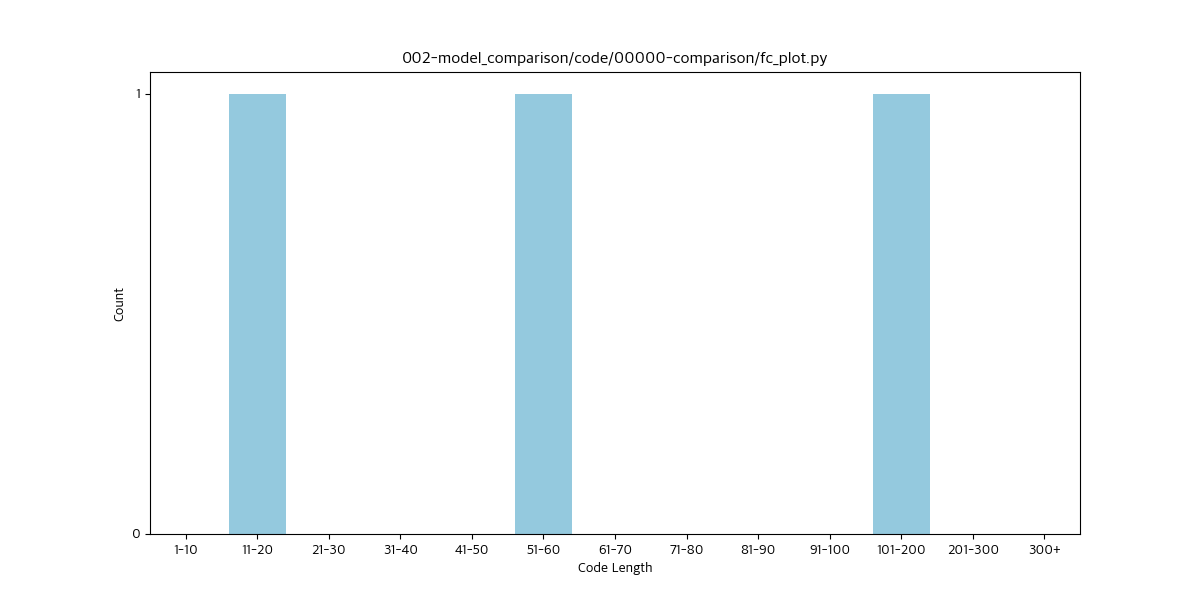 002-model_comparison/code/00000-comparison/fc_plot.py
1
Count
0
1-10 11-20 21-30 31-40 41-50 51-60 61-70 71-80 81-90 91-100 101-200 201-300 300+
Code Length